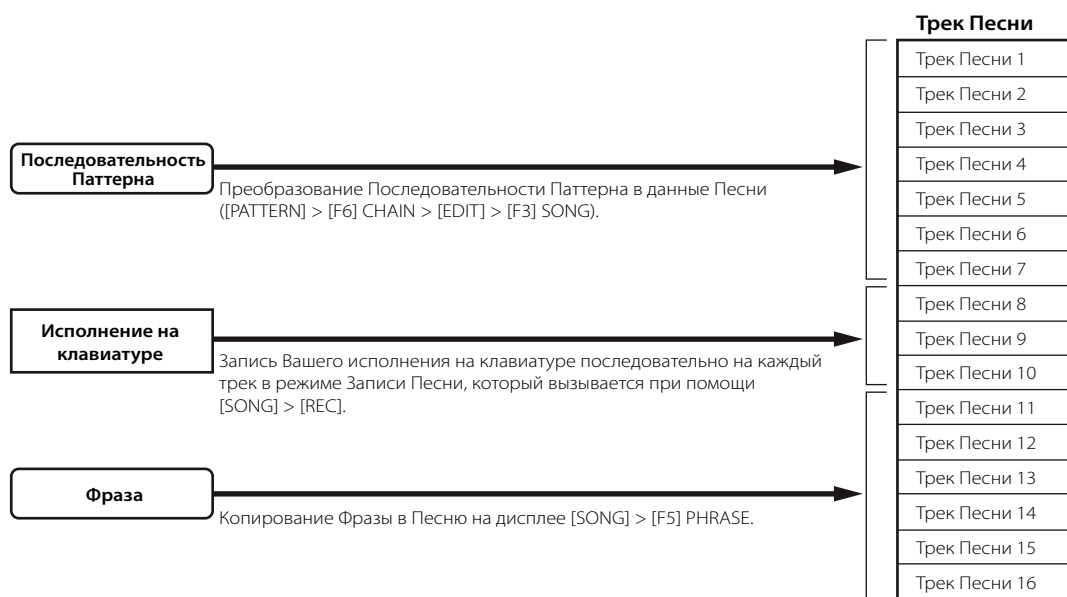 Трек Песни
Трек Песни 1
Трек Песни 2
Трек Песни 3
Трек Песни 4
Трек Песни 5
Трек Песни 6
Трек Песни 7
Трек Песни 8
Трек Песни 9
Трек Песни 10
Трек Песни 11
Трек Песни 12
Трек Песни 13
Трек Песни 14
Трек Песни 15
Трек Песни 16
Последовательность
Паттерна
Преобразование Последовательности Паттерна в данные Песни
([PATTERN] > [F6] CHAIN > [EDIT] > [F3] SONG).
Исполнение на
клавиатуре
Запись Вашего исполнения на клавиатуре последовательно на каждый
трек в режиме Записи Песни, который вызывается при помощи
[SONG] > [REC].
Фраза
Копирование Фразы в Песню на дисплее [SONG] > [F5] PHRASE.